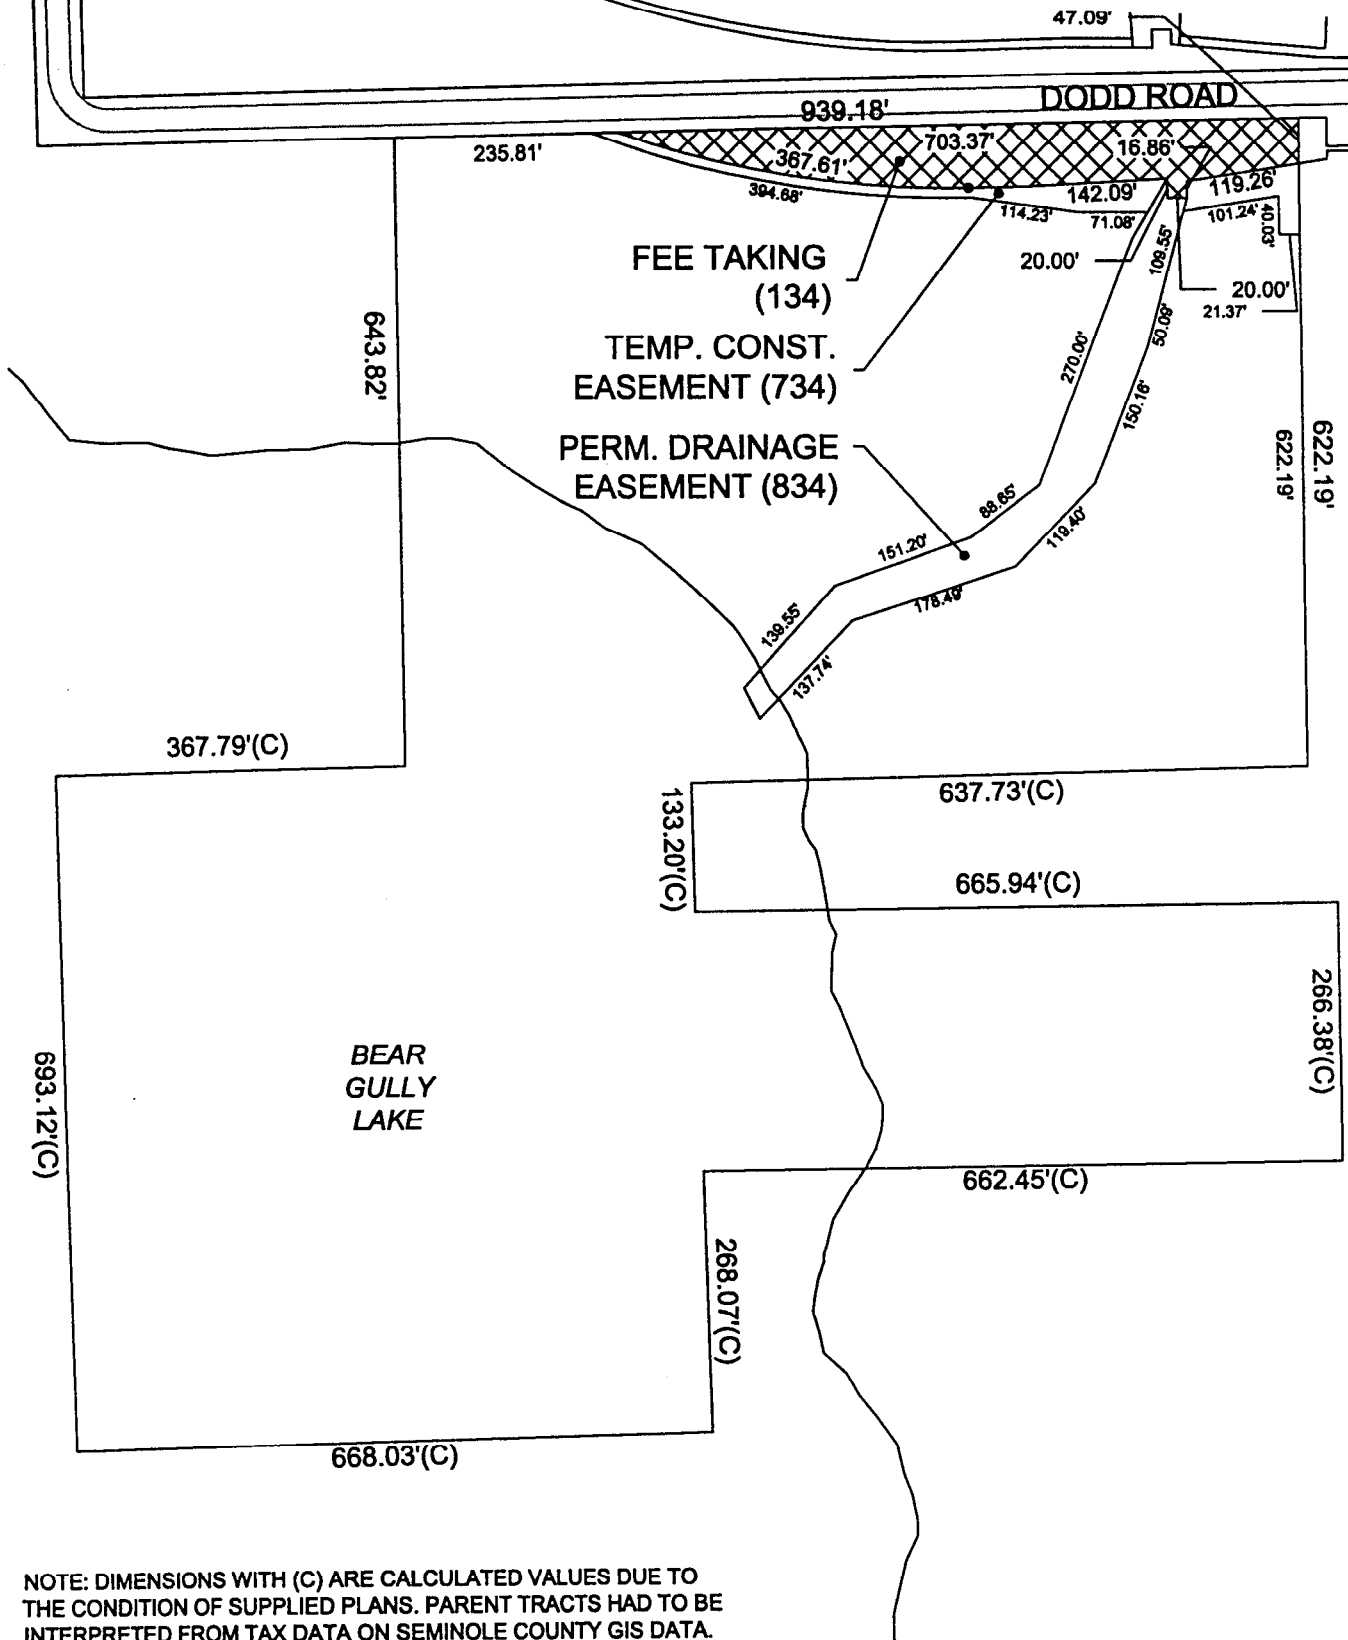 47.09'
DODD ROAD
939.18'
235.81'
703.37'
16.86'
367.61'
394.68'
142.09'
119.26'
114.23'
71.08'
101.24'
40.03'
FEE TAKING
(134)
20.00'
109.55'
20.00'
21.37'
643.82'
TEMP. CONST.
EASEMENT (734)
270.00'
50.09'
150.16'
622.19'
622.19'
PERM. DRAINAGE
EASEMENT (834)
88.65'
119.40'
151.20'
178.49'
139.55'
137.74'
367.79'(C)
637.73'(C)
133.20'(C)
665.94'(C)
266.38'(C)
BEAR
GULLY
LAKE
693.12'(C)
662.45'(C)
268.07'(C)
668.03'(C)
NOTE: DIMENSIONS WITH (C) ARE CALCULATED VALUES DUE TO
THE CONDITION OF SUPPLIED PLANS. PARENT TRACTS HAD TO BE
INTERPRETED FROM TAX DATA ON SEMINOLE COUNTY GIS DATA.